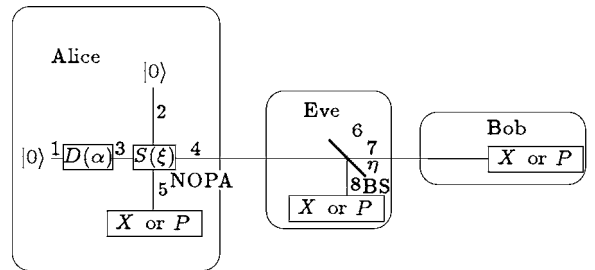 Alice
|0⟩
2
|0⟩ 1 D(α) 3 S(ξ) 4
5 NOPA
X or P
Eve
6
7
η
8 BS
X or P
Bob
X or P